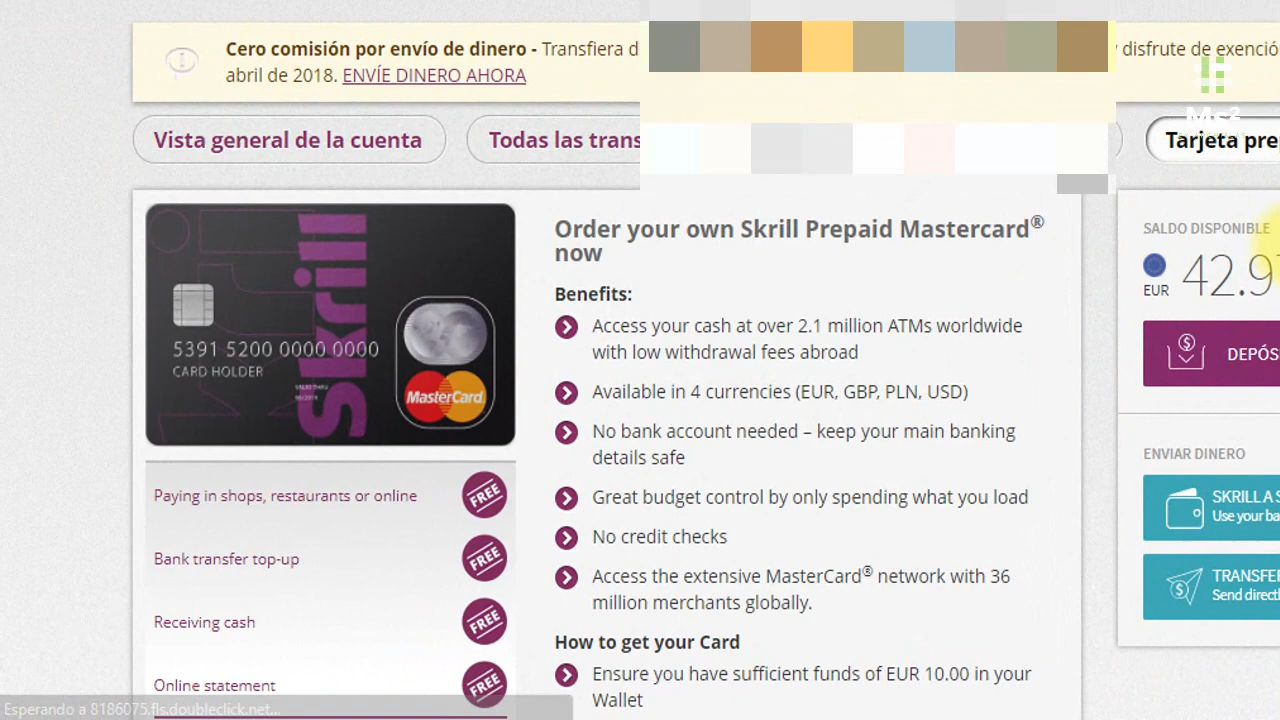 Cero comisión por envío de dinero - Transfiera d
y disfrute de exenció
abril de 2018. ENVÍE DINERO AHORA
Mc²
Vista general de la cuenta
Todas las trans
Tarjeta pre
skrill
5391 5200 0000 0000
CARD HOLDER
MasterCard
Paying in shops, restaurants or online
FREE
Bank transfer top-up
FREE
Receiving cash
FREE
Online statement
FREE
Order your own Skrill Prepaid Mastercard®
now
Benefits:
Access your cash at over 2.1 million ATMs worldwide
with low withdrawal fees abroad
Available in 4 currencies (EUR, GBP, PLN, USD)
No bank account needed – keep your main banking
details safe
Great budget control by only spending what you load
No credit checks
Access the extensive MasterCard® network with 36
million merchants globally.
How to get your Card
Ensure you have sufficient funds of EUR 10.00 in your
Wallet
SALDO DISPONIBLE
EUR
42.9
DEPÓS
ENVIAR DINERO
SKRILL A S
Use your ba
TRANSFE
Send direct
Esperando a 8186075.fls.doubleclick.net...